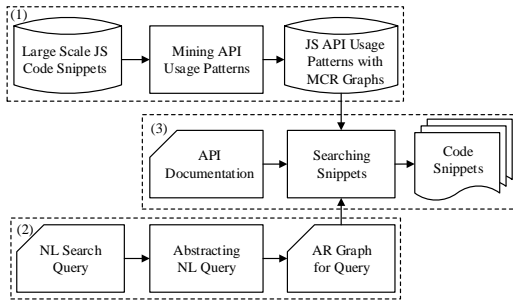 (1)
Large Scale JS
Code Snippets
Mining API
Usage Patterns
JS API Usage
Patterns with
MCR Graphs
(3)
API
Documentation
Searching
Snippets
Code
Snippets
(2)
NL Search
Query
Abstracting
NL Query
AR Graph
for Query